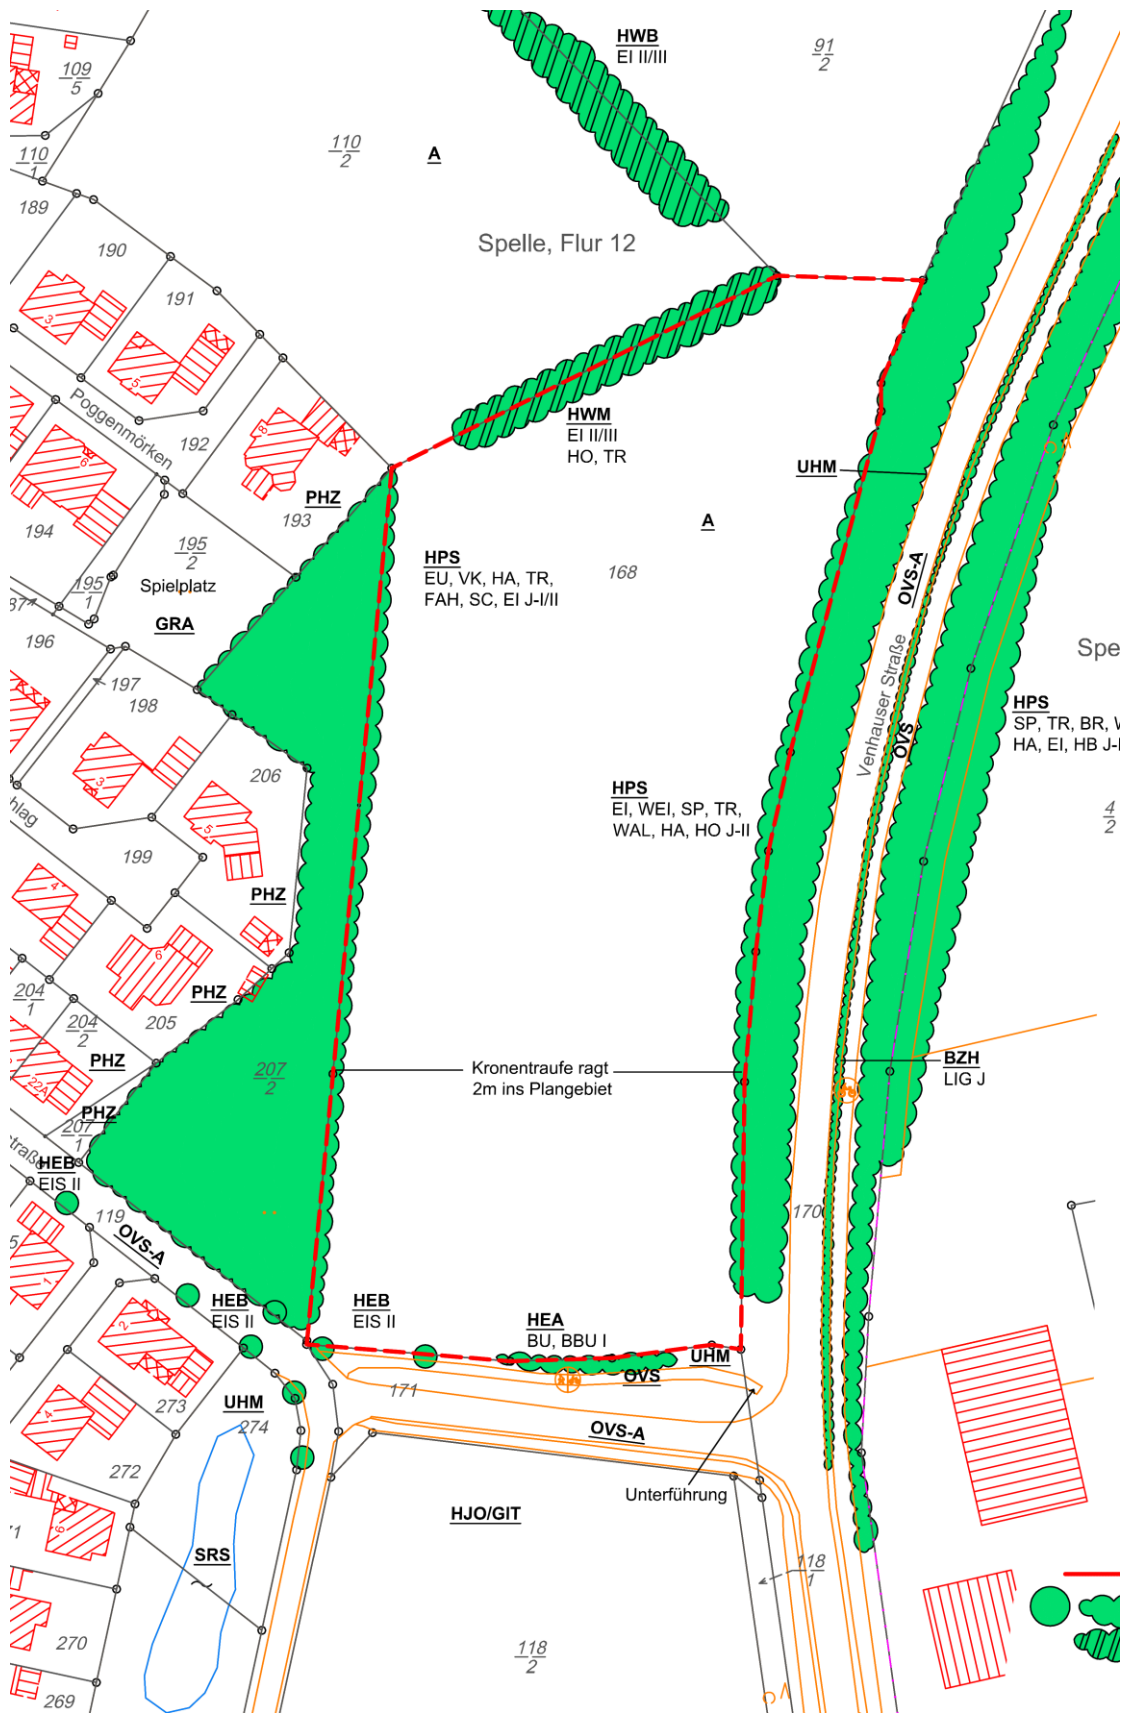 HWB
EI II/III
91
2
109
5
110
2
A
110
1
189
190
Spelle, Flur 12
191
3
5
HWM
EI II/III
HO, TR
Poggenmörken
192
8
6
UHM
PHZ
193
A
194
195
2
HPS
EU, VK, HA, TR,
FAH, SC, EI J-I/II
168
OVS-A
195
1
Spielplatz
GRA
196
197
198
Venhauser Straße
OVS
HPS
SP, TR, BR,
HA, EI, HB J-
206
3
5
HPS
EI, WEI, SP, TR,
WAL, HA, HO J-II
4
2
hlag
199
4
PHZ
6
204
1
PHZ
204
2
205
PHZ
22A
207
2
Kronentraufe ragt
2m ins Plangebiet
BZH
LIG J
PHZ
207
1
traße
HEB
EIS II
119
OVS-A
170
1
HEB
EIS II
HEB
EIS II
HEA
BU, BBU I
UHM
2
OVS
171
273
UHM
274
4
OVS-A
272
Unterführung
HJO/GIT
6
71
SRS
118
1
270
118
2
269